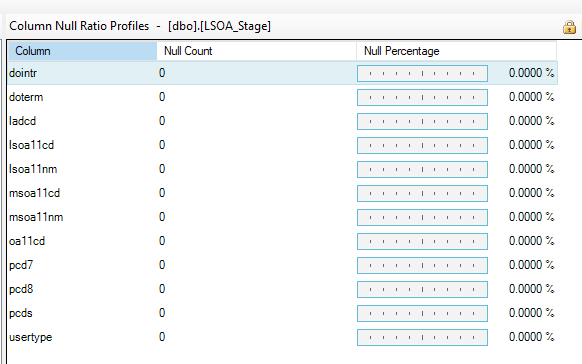 Column Null Ratio Profiles - [dbo].[LSOA_Stage]
Column Null Count Null Percentage
dointr 0 0.0000 %
doterm 0 0.0000 %
ladcd 0 0.0000 %
lsoa11cd 0 0.0000 %
lsoa11nm 0 0.0000 %
msoa11cd 0 0.0000 %
msoa11nm 0 0.0000 %
oa11cd 0 0.0000 %
pcd7 0 0.0000 %
pcd8 0 0.0000 %
pcds 0 0.0000 %
usertype 0 0.0000 %